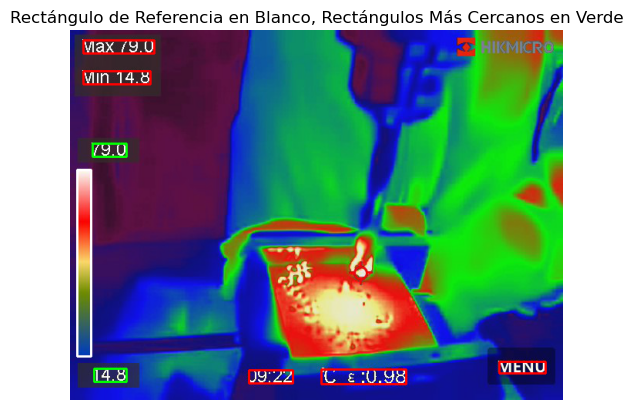 Rectángulo de Referencia en Blanco, Rectángulos Más Cercanos en Verde
Max 79.0
HIKMICRO
Min 14.8
79.0
14.8
09:22
°C ε :0.98
MENU